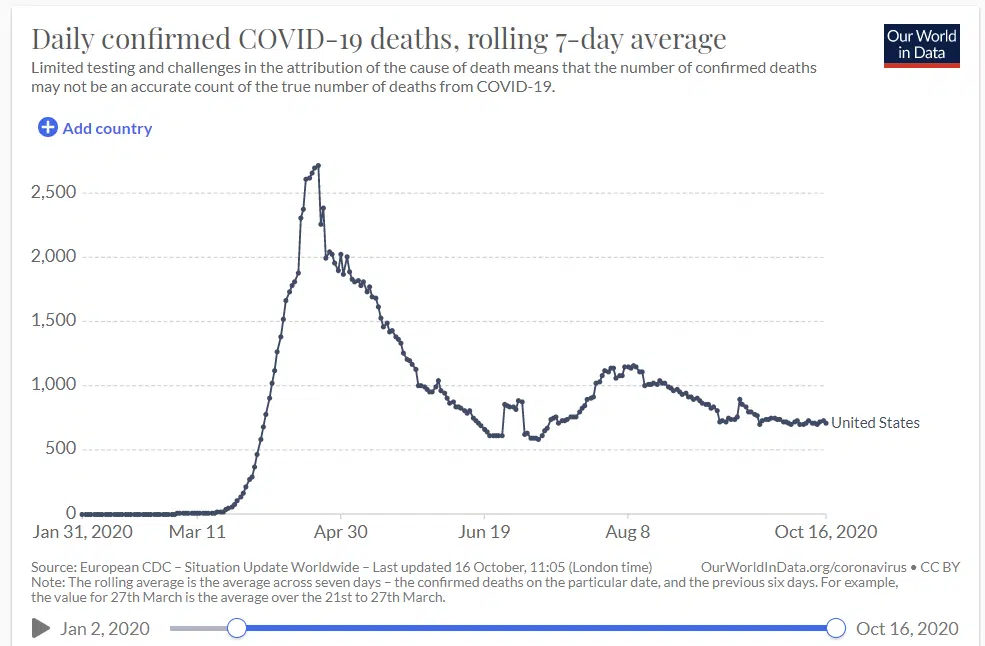 Daily confirmed COVID-19 deaths, rolling 7-day average
Our World
in Data
Limited testing and challenges in the attribution of the cause of death means that the number of confirmed deaths
may not be an accurate count of the true number of deaths from COVID-19.
Add country
2,500
2,000
1,500
1,000
500
0
United States
Jan 31, 2020 Mar 11 Apr 30 Jun 19 Aug 8 Oct 16, 2020
Source: European CDC – Situation Update Worldwide – Last updated 16 October, 11:05 (London time) OurWorldInData.org/coronavirus • CC BY
Note: The rolling average is the average across seven days – the confirmed deaths on the particular date, and the previous six days. For example,
the value for 27th March is the average over the 21st to 27th March.
Jan 2, 2020 Oct 16, 2020